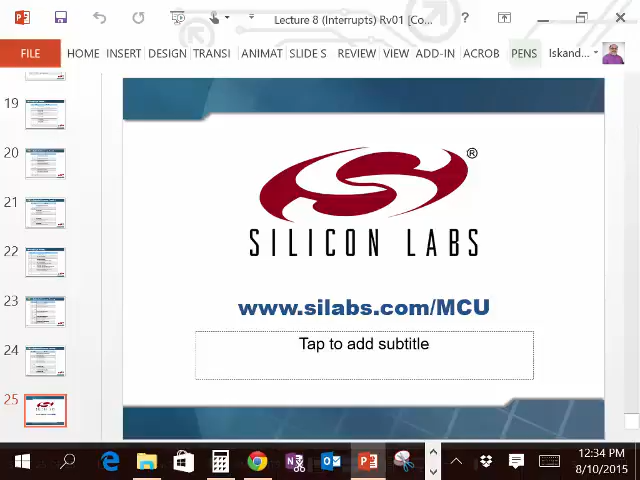 Lecture 8 (Interrupts) Rv01 [Co...
?
FILE HOME INSERT DESIGN TRANSI ANIMAT SLIDE S REVIEW VIEW ADD-IN ACROB PENS Iskand...
19
20
21
22
23
24
25
®
SILICON LABS
www.silabs.com/MCU
Tap to add subtitle
12:34 PM
8/10/2015